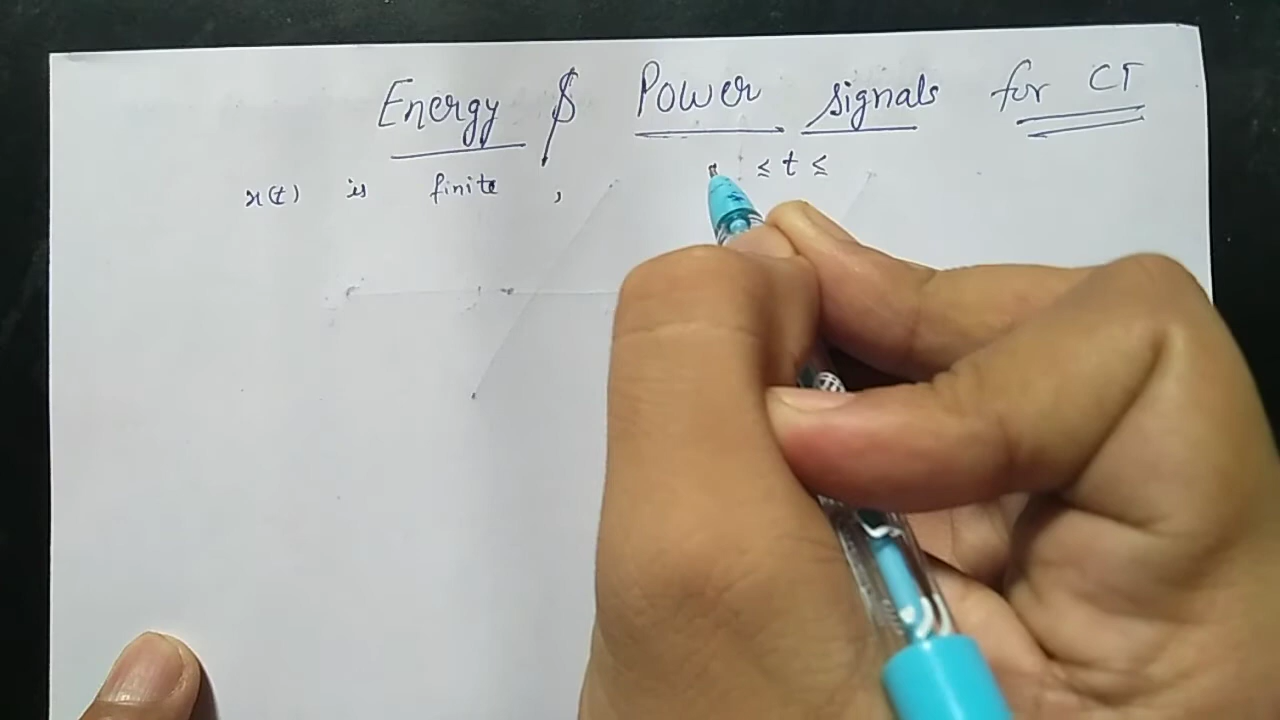 Energy & Power signals for CT
x(t) is finite , ≤ t ≤